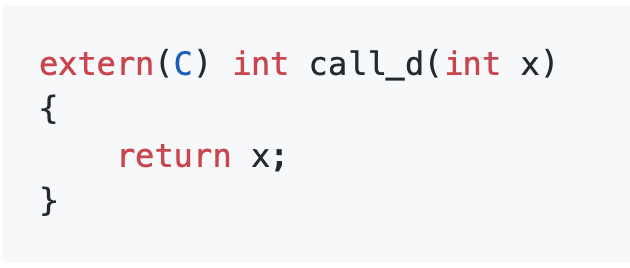 extern(C) int call_d(int x)
{
    return x;
}